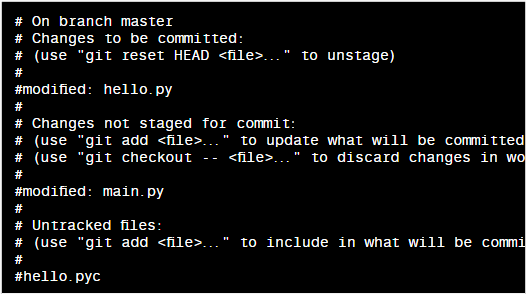 # On branch master
# Changes to be committed:
# (use "git reset HEAD <file>..." to unstage)
#
#modified: hello.py
#
# Changes not staged for commit:
# (use "git add <file>..." to update what will be committed
# (use "git checkout -- <file>..." to discard changes in wo
#
#modified: main.py
#
# Untracked files:
# (use "git add <file>..." to include in what will be commi
#
#hello.pyc